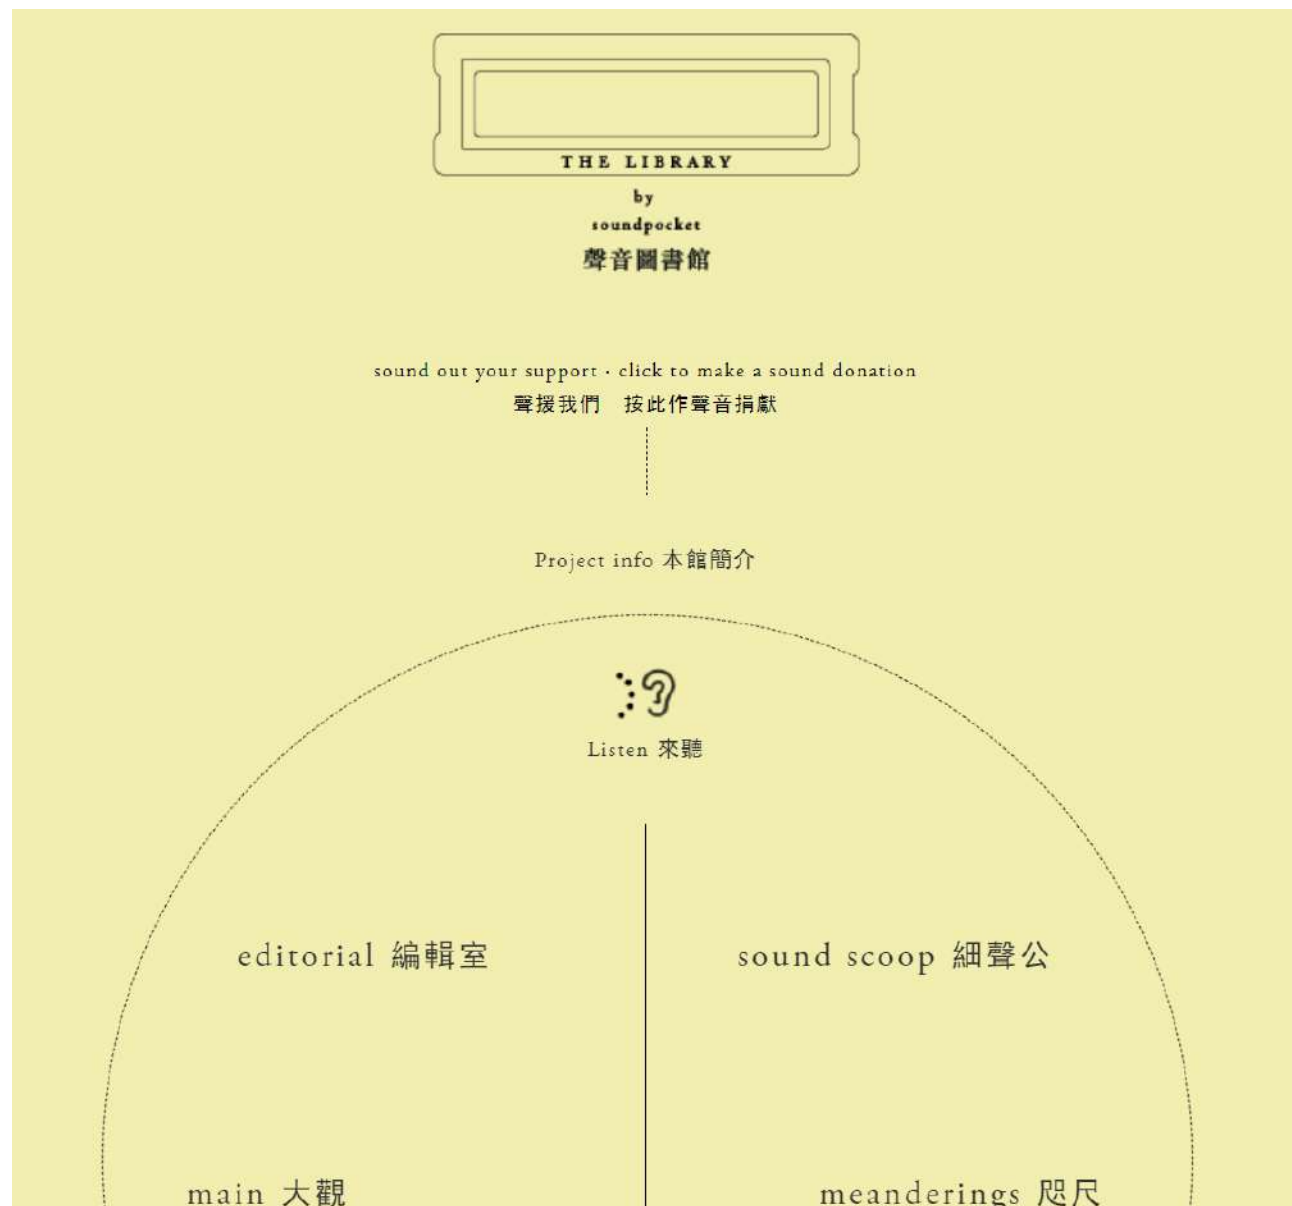 THE LIBRARY
by
soundpocket
聲音圖書館
sound out your support · click to make a sound donation
聲援我們　按此作聲音捐獻
Project info 本館簡介
Listen 來聽
editorial 編輯室
sound scoop 細聲公
main 大觀
meanderings 咫尺